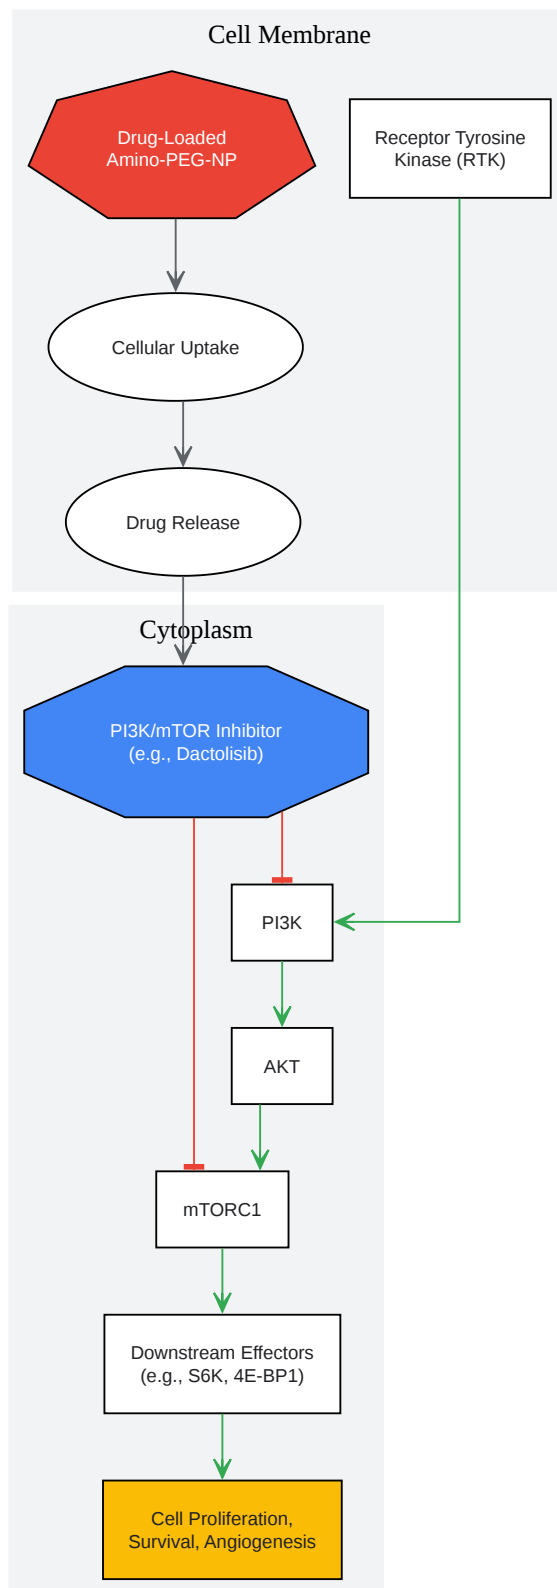 Cell Membrane
Drug-Loaded
Amino-PEG-NP
Receptor Tyrosine
Kinase (RTK)
Cellular Uptake
Drug Release
Cytoplasm
PI3K/mTOR Inhibitor
(e.g., Dactolisib)
PI3K
AKT
mTORC1
Downstream Effectors
(e.g., S6K, 4E-BP1)
Cell Proliferation,
Survival, Angiogenesis